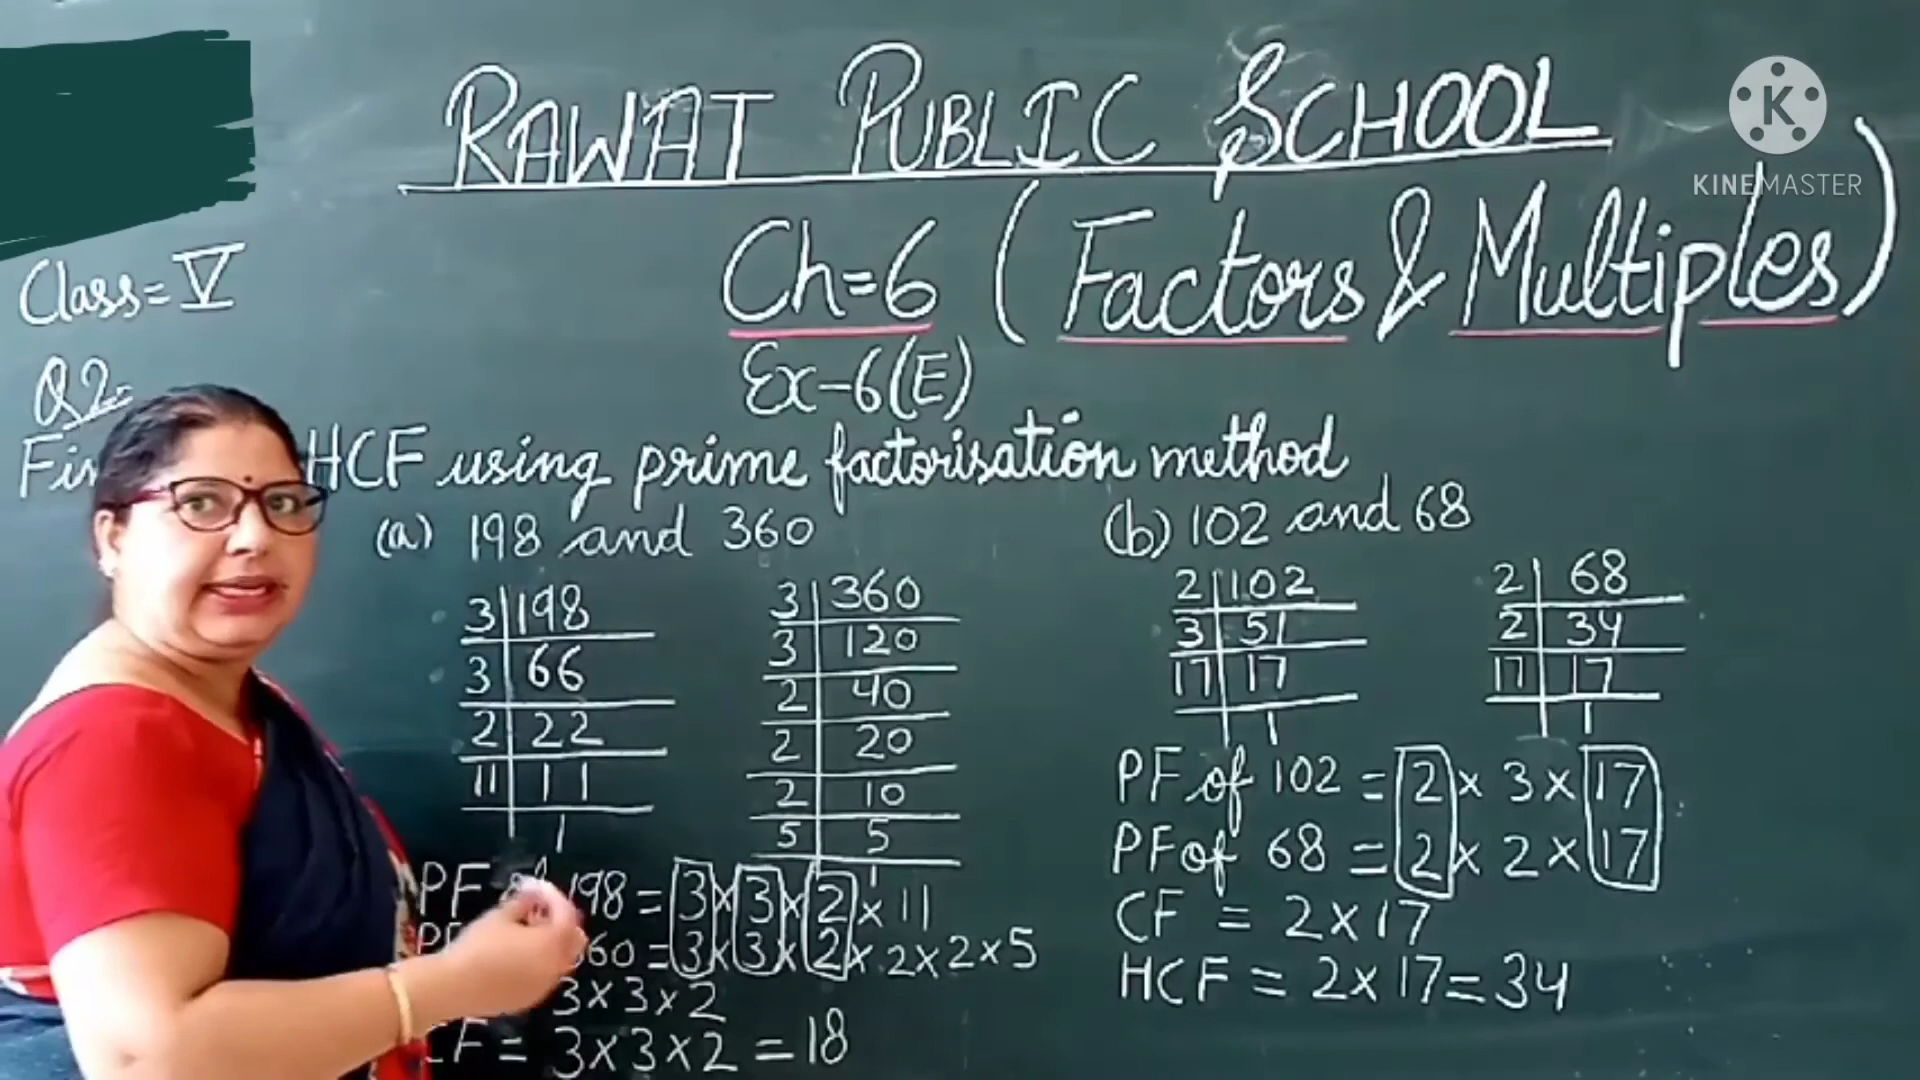 RAWAT PUBLIC SCHOOL
KINEMASTER
Class = V
Ch=6 (Factors & Multiples)
Ex-6(E)
Q2:
HCF using prime factorisation method
(a) 198 and 360
3|198
3|66
2|22
11|11
1
3|360
3|120
2|40
2|20
2|10
5|5
1
PF 198 = 3×3×2×11
360 = 3×3×2×2×2×5
3×3×2
CF = 3×3×2 = 18
(b) 102 and 68
2|102
3|51
17|17
1
2|68
2|34
17|17
1
PF of 102 = 2×3×17
PF of 68 = 2×2×17
CF = 2×17
HCF = 2×17=34